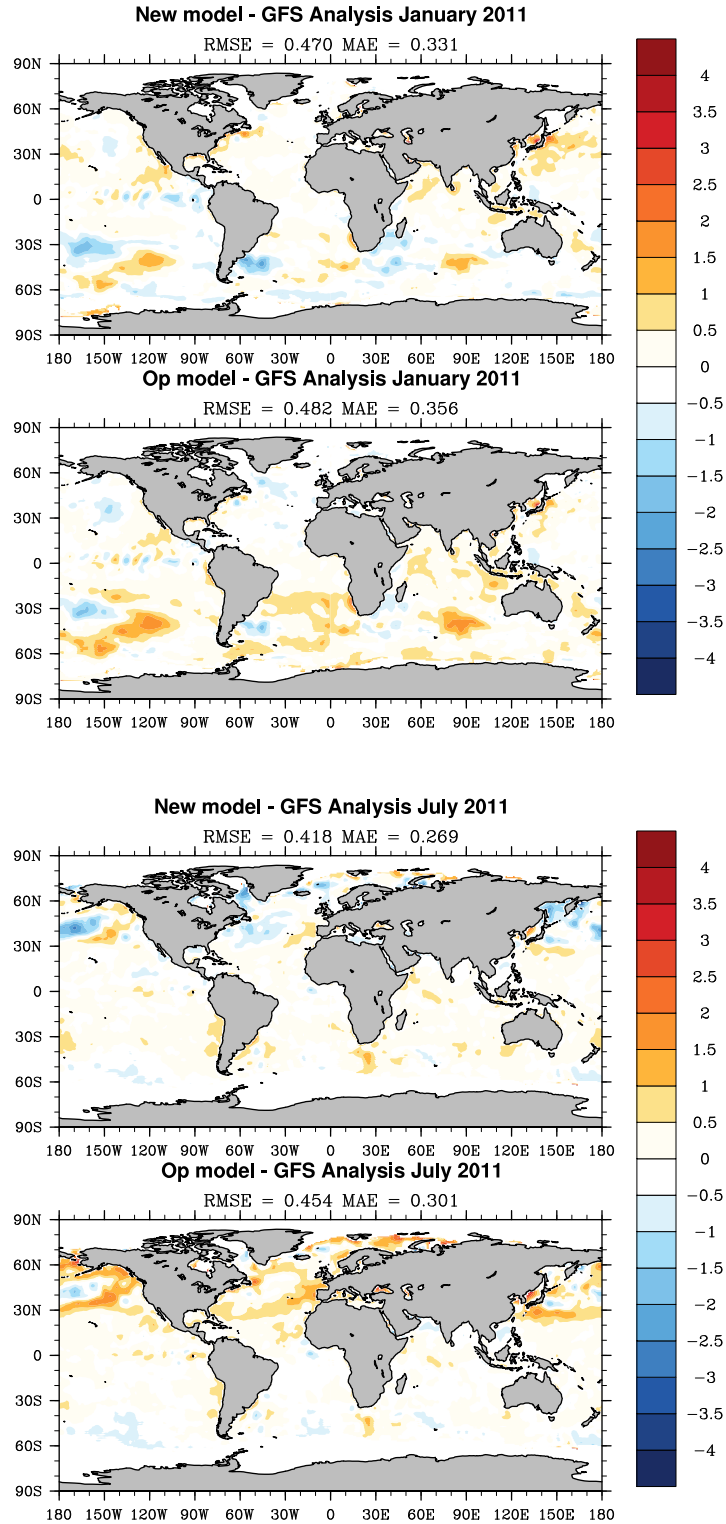 New model - GFS Analysis January 2011
RMSE = 0.470 MAE = 0.331
90N
60N
30N
0
30S
60S
90S
180 150W 120W 90W 60W 30W 0 30E 60E 90E 120E 150E 180
Op model - GFS Analysis January 2011
RMSE = 0.482 MAE = 0.356
90N
60N
30N
0
30S
60S
90S
180 150W 120W 90W 60W 30W 0 30E 60E 90E 120E 150E 180
4
3.5
3
2.5
2
1.5
1
0.5
0
−0.5
−1
−1.5
−2
−2.5
−3
−3.5
−4
New model - GFS Analysis July 2011
RMSE = 0.418 MAE = 0.269
90N
60N
30N
0
30S
60S
90S
180 150W 120W 90W 60W 30W 0 30E 60E 90E 120E 150E 180
Op model - GFS Analysis July 2011
RMSE = 0.454 MAE = 0.301
90N
60N
30N
0
30S
60S
90S
180 150W 120W 90W 60W 30W 0 30E 60E 90E 120E 150E 180
4
3.5
3
2.5
2
1.5
1
0.5
0
−0.5
−1
−1.5
−2
−2.5
−3
−3.5
−4